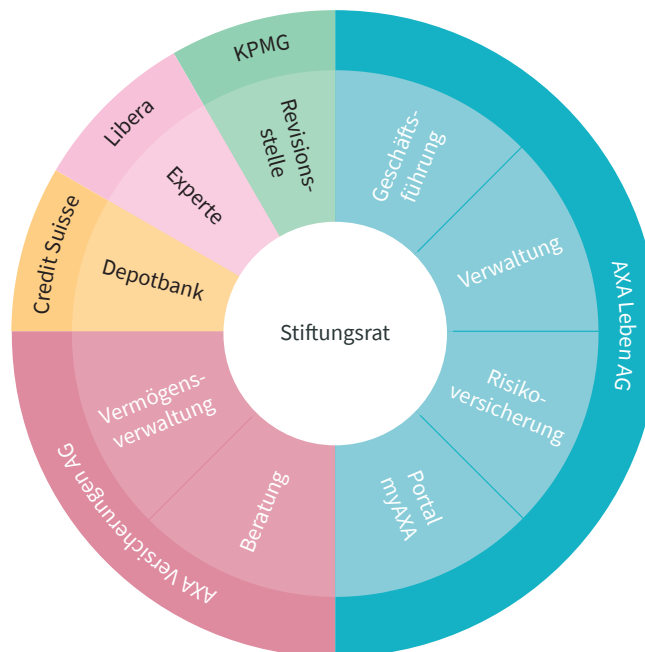 KPMG
Revisions-
stelle
Libera
Experte
Credit Suisse
Depotbank
Geschäfts-
führung
Verwaltung
AXA Leben AG
Risiko-
versicherung
Portal
myAXA
Stiftungsrat
Vermögens-
verwaltung
Beratung
AXA Versicherungen AG